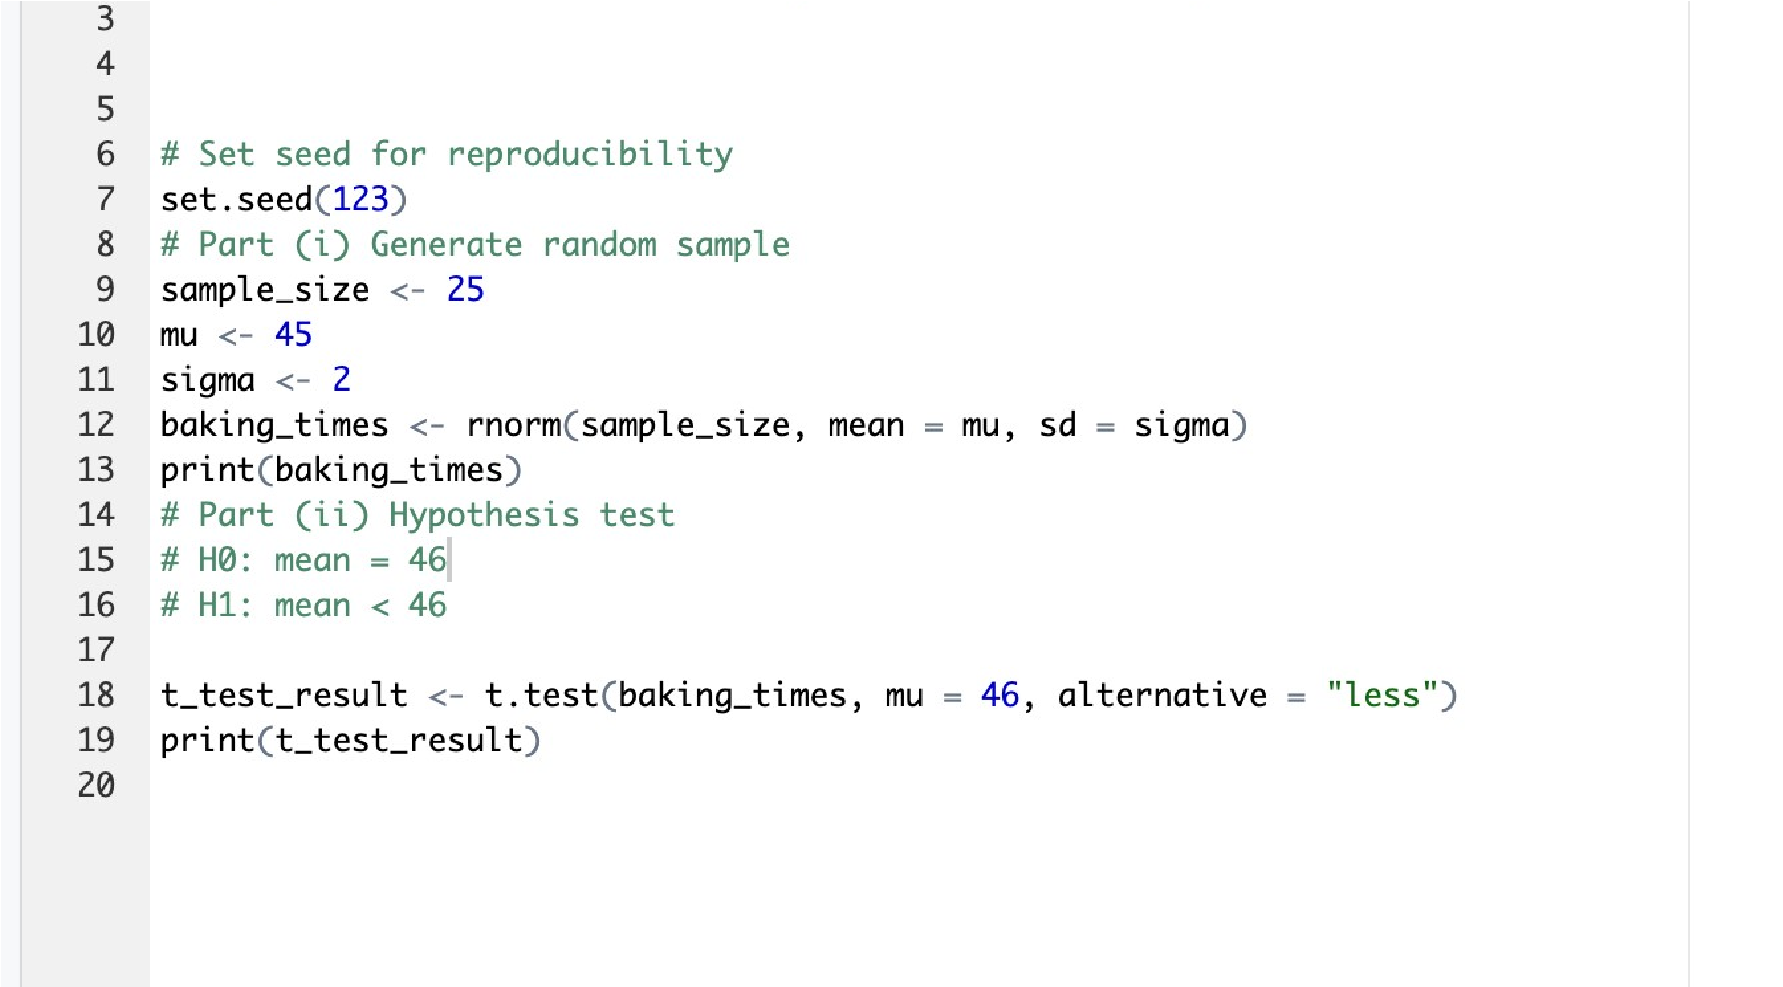 3
4
5
6 # Set seed for reproducibility
7 set.seed(123)
8 # Part (i) Generate random sample
9 sample_size <- 25
10 mu <- 45
11 sigma <- 2
12 baking_times <- rnorm(sample_size, mean = mu, sd = sigma)
13 print(baking_times)
14 # Part (ii) Hypothesis test
15 # H0: mean = 46
16 # H1: mean < 46
17
18 t_test_result <- t.test(baking_times, mu = 46, alternative = "less")
19 print(t_test_result)
20